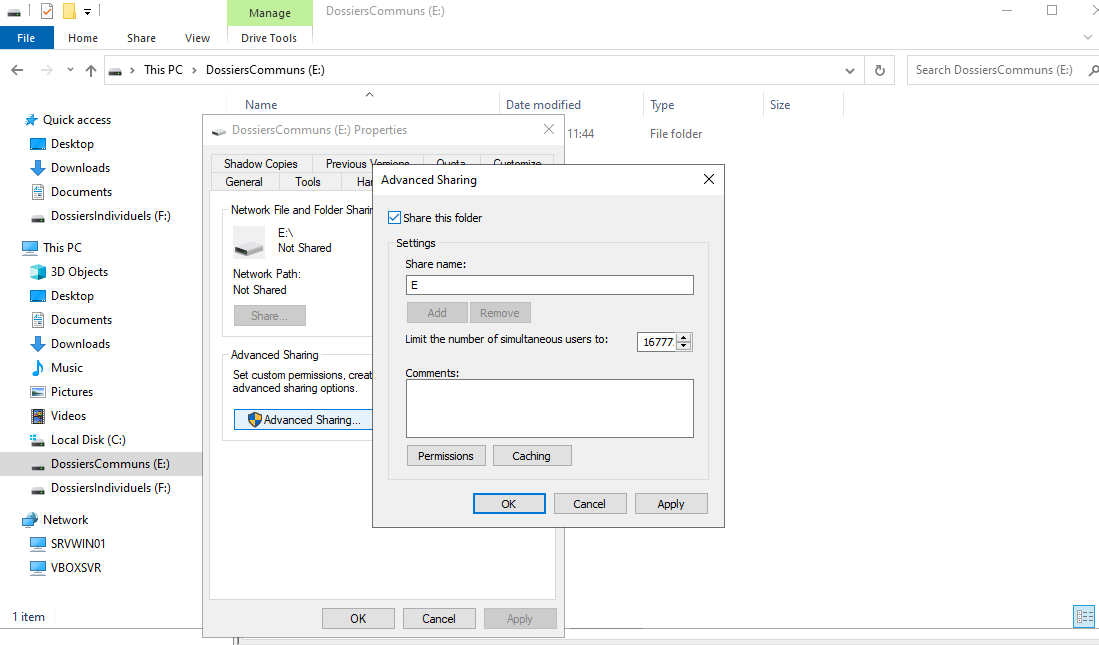 Manage
DossiersCommuns (E:)
File
Home
Share
View
Drive Tools
This PC
DossiersCommuns (E:)
Search DossiersCommuns (E:)
Name
Date modified
Type
Size
11:44
File folder
Quick access
Desktop
Downloads
Documents
DossiersIndividuels (F:)
This PC
3D Objects
Desktop
Documents
Downloads
Music
Pictures
Videos
Local Disk (C:)
DossiersCommuns (E:)
DossiersIndividuels (F:)
Network
SRVWIN01
VBOXSVR
1 item
DossiersCommuns (E:) Properties
Shadow Copies
Previous Versions
Quota
Customize
General
Tools
Har
Network File and Folder Sharin
E:\
Not Shared
Network Path:
Not Shared
Share...
Advanced Sharing
Set custom permissions, creat
advanced sharing options.
Advanced Sharing...
OK
Cancel
Apply
Advanced Sharing
Share this folder
Settings
Share name:
E
Add
Remove
Limit the number of simultaneous users to:
16777
Comments:
Permissions
Caching
OK
Cancel
Apply